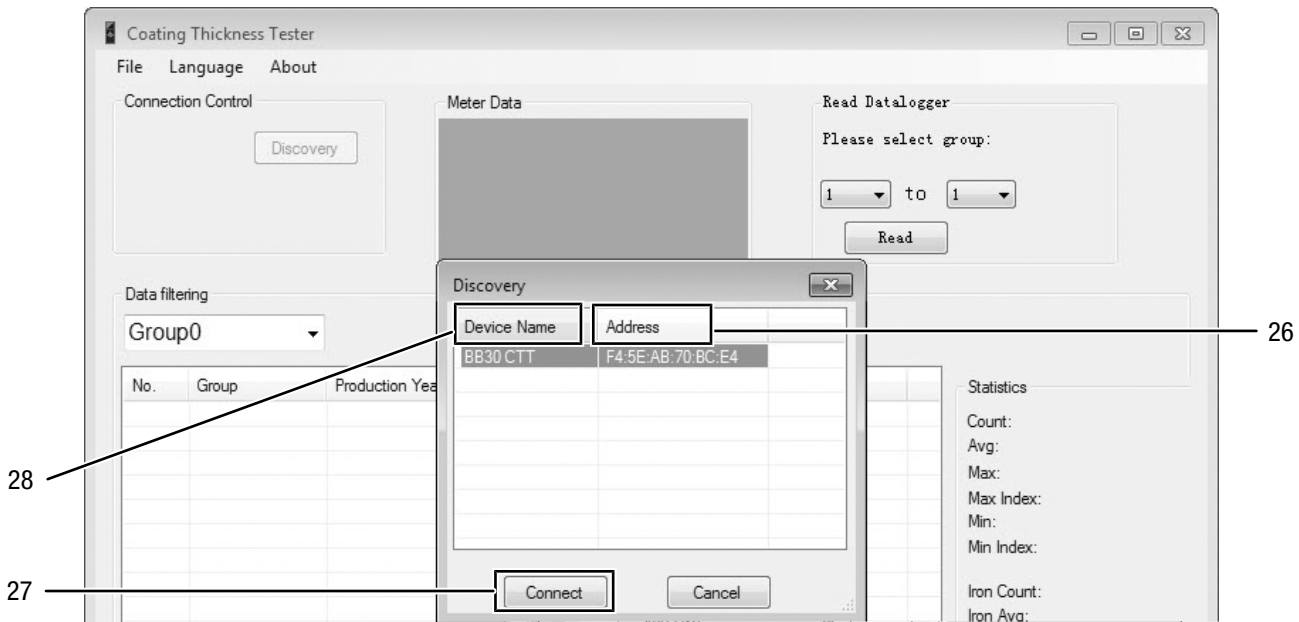 Coating Thickness Tester
File Language About
Connection Control
Discovery
Meter Data
Read Datalogger
Please select group:
1 to 1
Read
Data filtering
Group0
No. Group Production Yea
Discovery
Device Name Address
BB30 CTT F4:5E:AB:70:BC:E4
Connect Cancel
Statistics
Count:
Avg:
Max:
Max Index:
Min:
Min Index:
Iron Count:
Iron Avg:
26
28
27